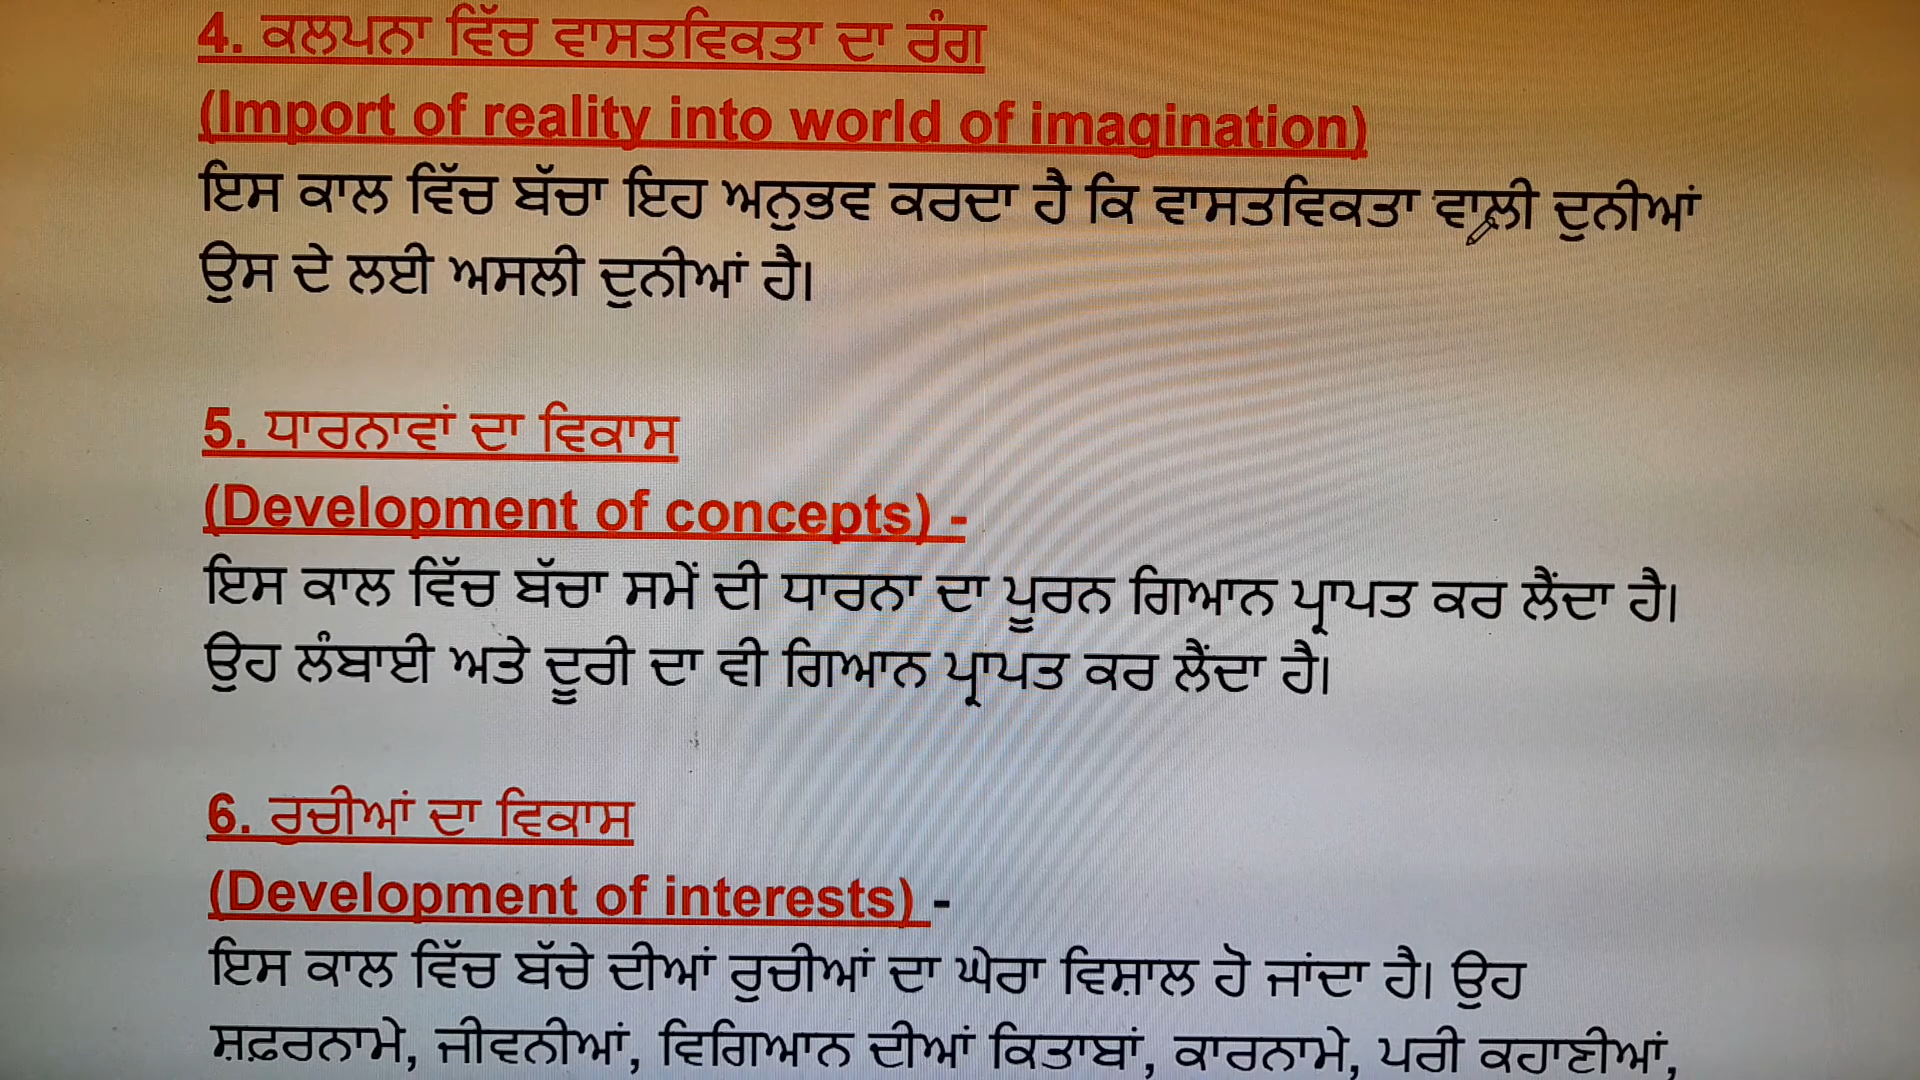 4. ਕਲਪਨਾ ਵਿੱਚ ਵਾਸਤਵਿਕਤਾ ਦਾ ਰੰਗ
(Import of reality into world of imagination)
ਇਸ ਕਾਲ ਵਿੱਚ ਬੱਚਾ ਇਹ ਅਨੁਭਵ ਕਰਦਾ ਹੈ ਕਿ ਵਾਸਤਵਿਕਤਾ ਵਾਲੀ ਦੁਨੀਆਂ
ਉਸ ਦੇ ਲਈ ਅਸਲੀ ਦੁਨੀਆਂ ਹੈ।
5. ਧਾਰਨਾਵਾਂ ਦਾ ਵਿਕਾਸ
(Development of concepts) -
ਇਸ ਕਾਲ ਵਿੱਚ ਬੱਚਾ ਸਮੇਂ ਦੀ ਧਾਰਨਾ ਦਾ ਪੂਰਨ ਗਿਆਨ ਪ੍ਰਾਪਤ ਕਰ ਲੈਂਦਾ ਹੈ।
ਉਹ ਲੰਬਾਈ ਅਤੇ ਦੂਰੀ ਦਾ ਵੀ ਗਿਆਨ ਪ੍ਰਾਪਤ ਕਰ ਲੈਂਦਾ ਹੈ।
6. ਰੁਚੀਆਂ ਦਾ ਵਿਕਾਸ
(Development of interests) -
ਇਸ ਕਾਲ ਵਿੱਚ ਬੱਚੇ ਦੀਆਂ ਰੁਚੀਆਂ ਦਾ ਘੇਰਾ ਵਿਸ਼ਾਲ ਹੋ ਜਾਂਦਾ ਹੈ। ਉਹ
ਸ਼ਫ਼ਰਨਾਮੇ, ਜੀਵਨੀਆਂ, ਵਿਗਿਆਨ ਦੀਆਂ ਕਿਤਾਬਾਂ, ਕਾਰਨਾਮੇ, ਪਰੀ ਕਹਾਣੀਆਂ,